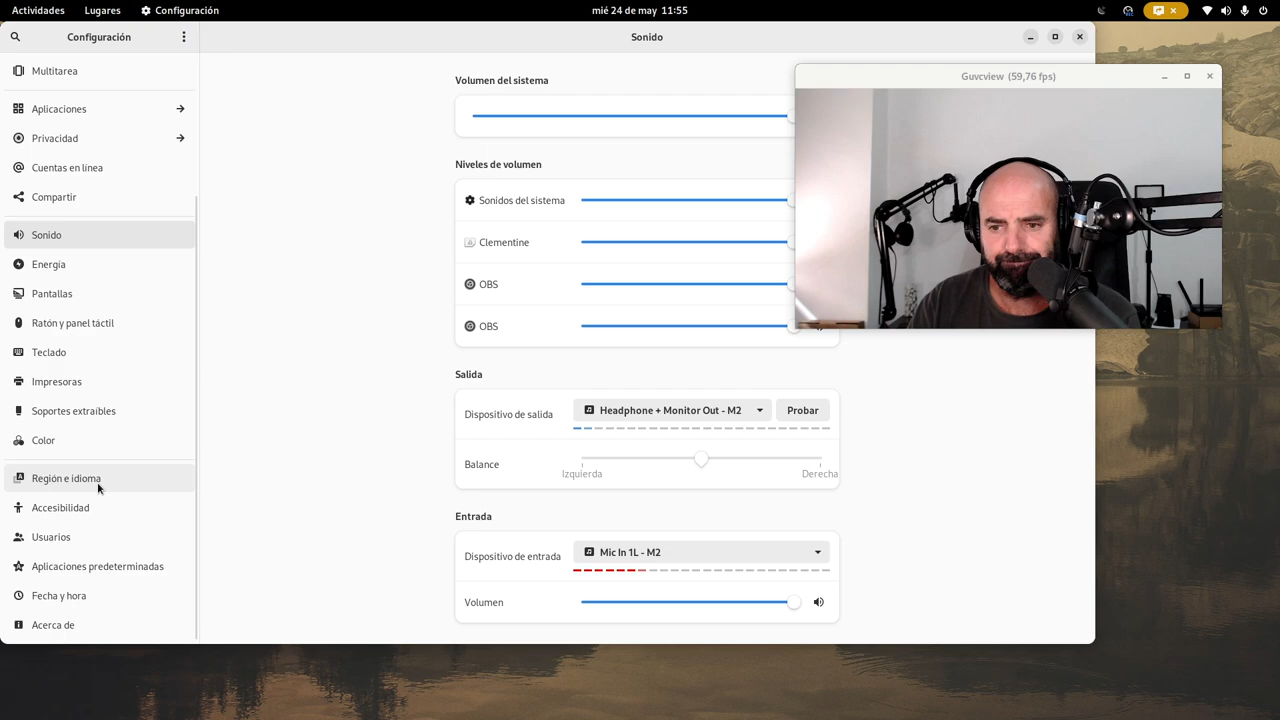 Actividades Lugares Configuración mié 24 de may 11:55
Configuración
Sonido
Multitarea
Aplicaciones
Privacidad
Cuentas en línea
Compartir
Sonido
Energía
Pantallas
Ratón y panel táctil
Teclado
Impresoras
Soportes extraíbles
Color
Región e idioma
Accesibilidad
Usuarios
Aplicaciones predeterminadas
Fecha y hora
Acerca de
Volumen del sistema
Niveles de volumen
Sonidos del sistema
Clementine
OBS
OBS
Salida
Dispositivo de salida Headphone + Monitor Out - M2 Probar
Balance
Izquierda Derecha
Entrada
Dispositivo de entrada Mic In 1L - M2
Volumen
Guvcview (59,76 fps)